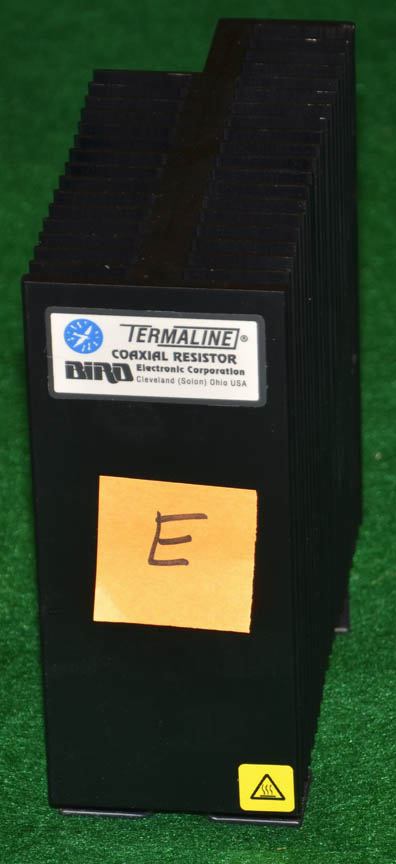 TERMALINE®
COAXIAL RESISTOR
BIRD Electronic Corporation
Cleveland (Solon) Ohio USA
E